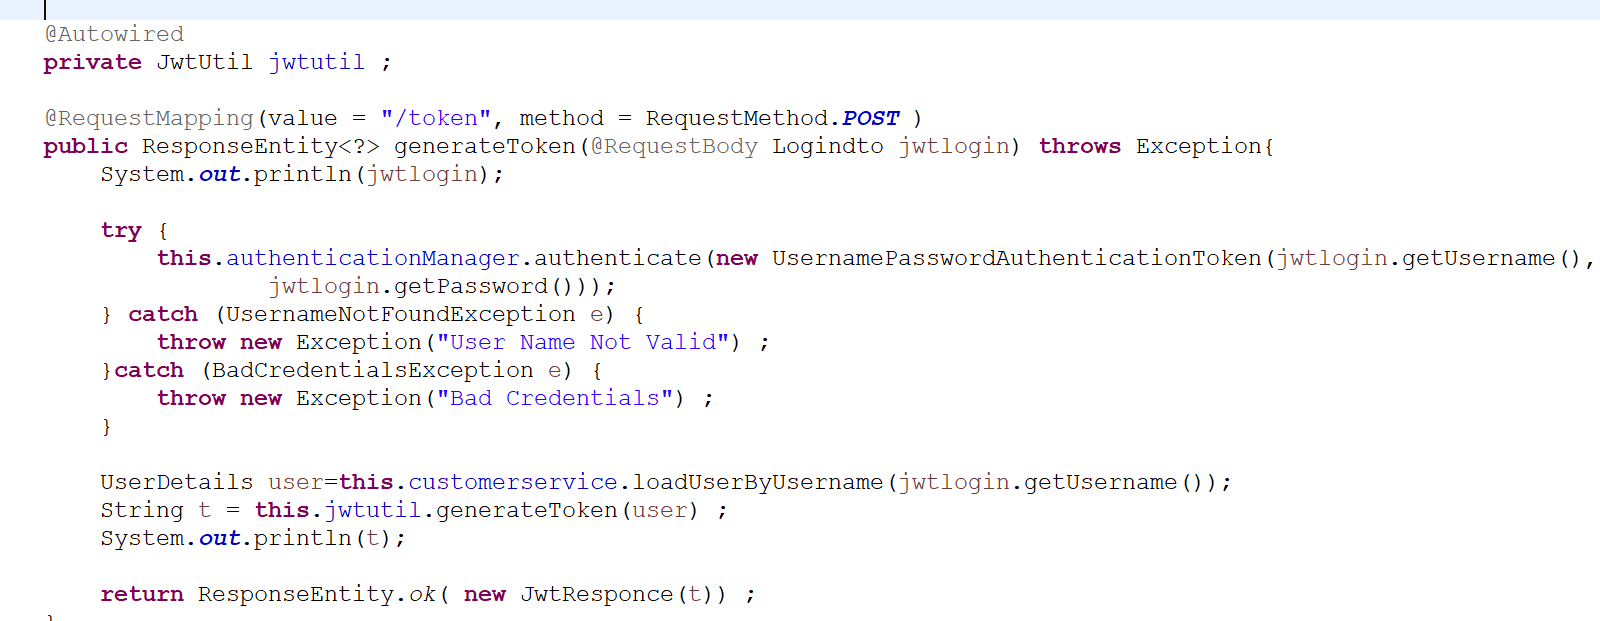 @Autowired
private JwtUtil jwtutil ;
@RequestMapping(value = "/token", method = RequestMethod.POST )
public ResponseEntity<?> generateToken(@RequestBody Logindto jwtlogin) throws Exception{
System.out.println(jwtlogin);
try {
this.authenticationManager.authenticate(new UsernamePasswordAuthenticationToken(jwtlogin.getUsername(),
jwtlogin.getPassword()));
} catch (UsernameNotFoundException e) {
throw new Exception("User Name Not Valid") ;
}catch (BadCredentialsException e) {
throw new Exception("Bad Credentials") ;
}
UserDetails user=this.customerservice.loadUserByUsername(jwtlogin.getUsername());
String t = this.jwtutil.generateToken(user) ;
System.out.println(t);
return ResponseEntity.ok( new JwtResponce(t)) ;
}